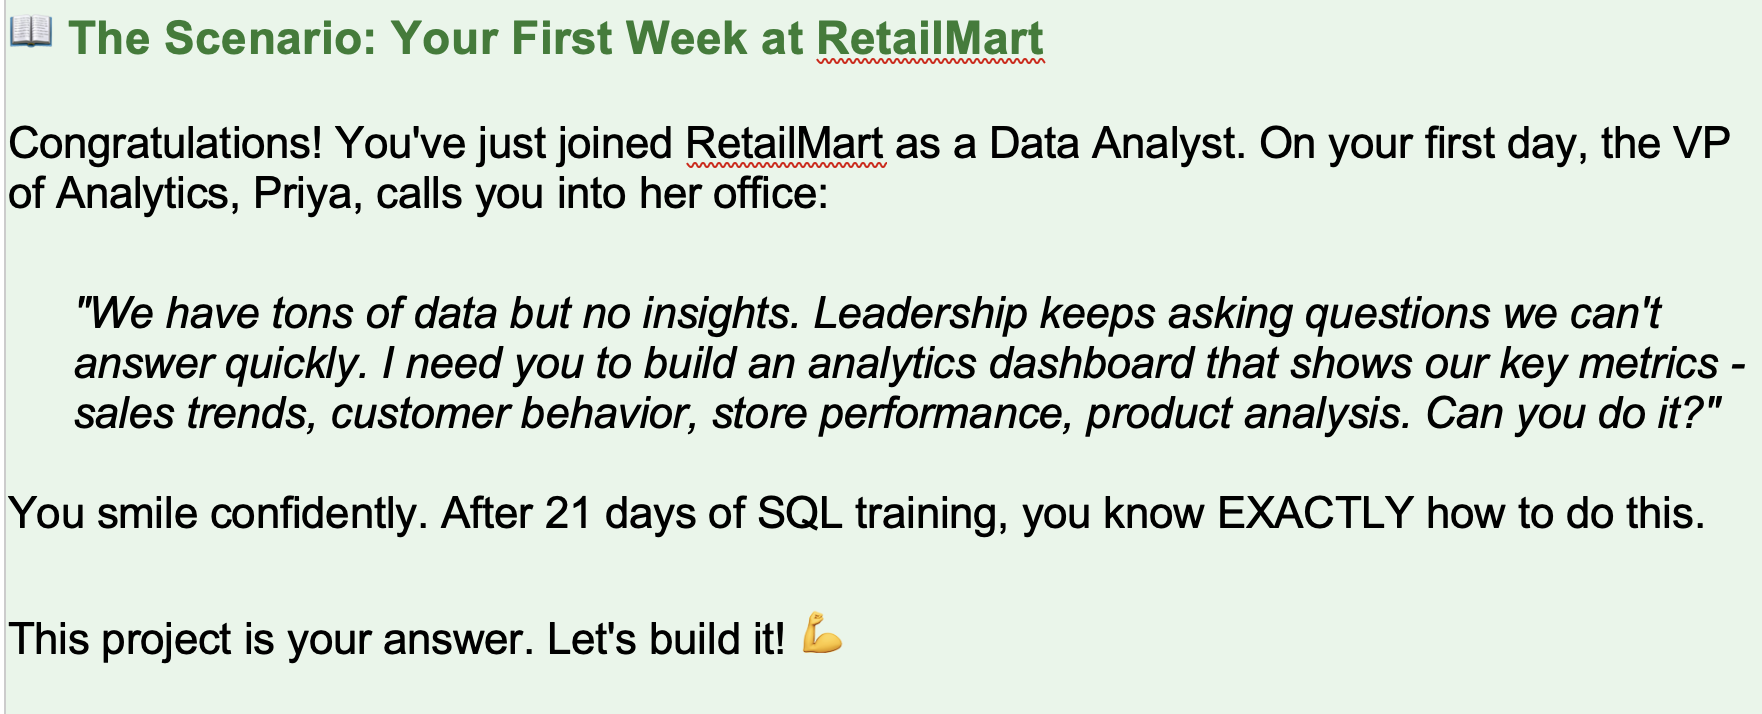 📖 The Scenario: Your First Week at RetailMart
Congratulations! You've just joined RetailMart as a Data Analyst. On your first day, the VP
of Analytics, Priya, calls you into her office:
"We have tons of data but no insights. Leadership keeps asking questions we can't
answer quickly. I need you to build an analytics dashboard that shows our key metrics -
sales trends, customer behavior, store performance, product analysis. Can you do it?"
You smile confidently. After 21 days of SQL training, you know EXACTLY how to do this.
This project is your answer. Let's build it! 💪